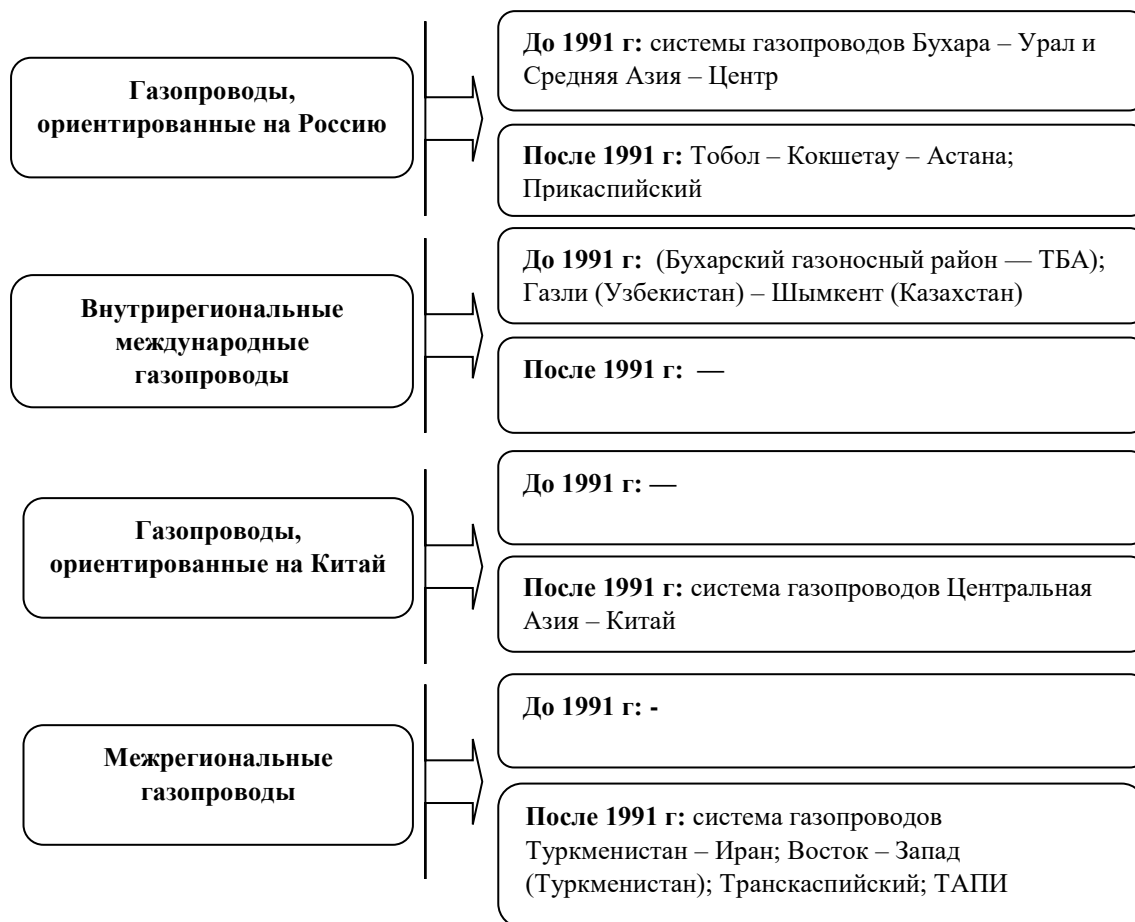 Газопроводы,
ориентированные на Россию
До 1991 г: системы газопроводов Бухара – Урал и
Средняя Азия – Центр
После 1991 г: Тобол – Кокшетау – Астана;
Прикаспийский
Внутрирегиональные
международные
газопроводы
До 1991 г:  (Бухарский газоносный район — ТБА);
Газли (Узбекистан) – Шымкент (Казахстан)
После 1991 г:  —
Газопроводы,
ориентированные на Китай
До 1991 г: —
После 1991 г: система газопроводов Центральная
Азия – Китай
Межрегиональные
газопроводы
До 1991 г: -
После 1991 г: система газопроводов
Туркменистан – Иран; Восток – Запад
(Туркменистан); Транскаспийский; ТАПИ